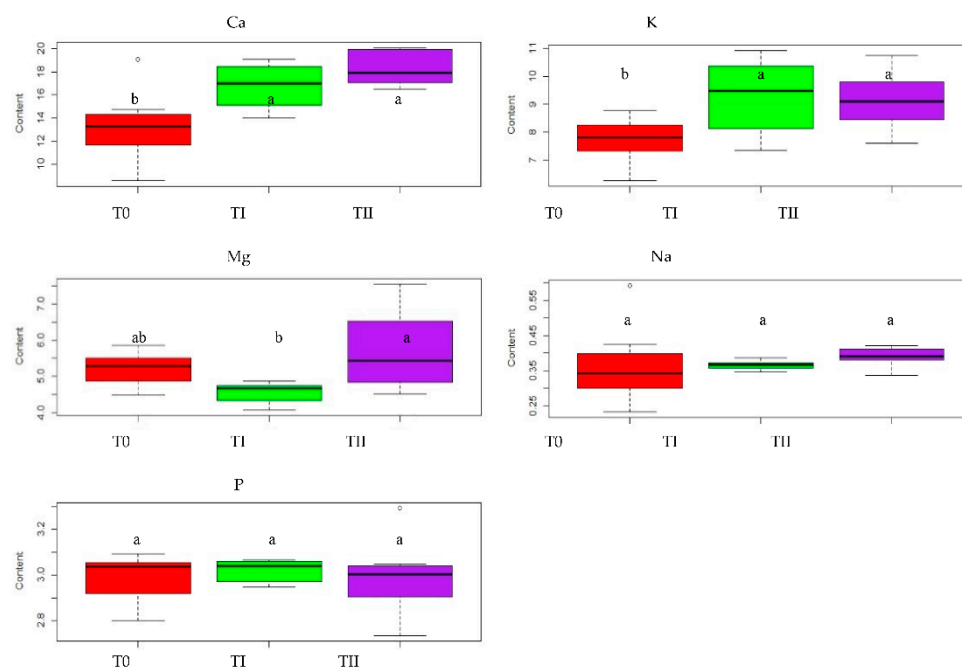 Ca
Content
20
18
16
14
12
10
b
a
a
T0 TI TII
K
Content
11
10
9
8
7
b
a
a
T0 TI TII
Mg
Content
7.0
6.0
5.0
4.0
ab
b
a
T0 TI TII
Na
Content
0.55
0.45
0.35
0.25
a
a
a
T0 TI TII
P
Content
3.2
3.0
2.8
a
a
a
T0 TI TII